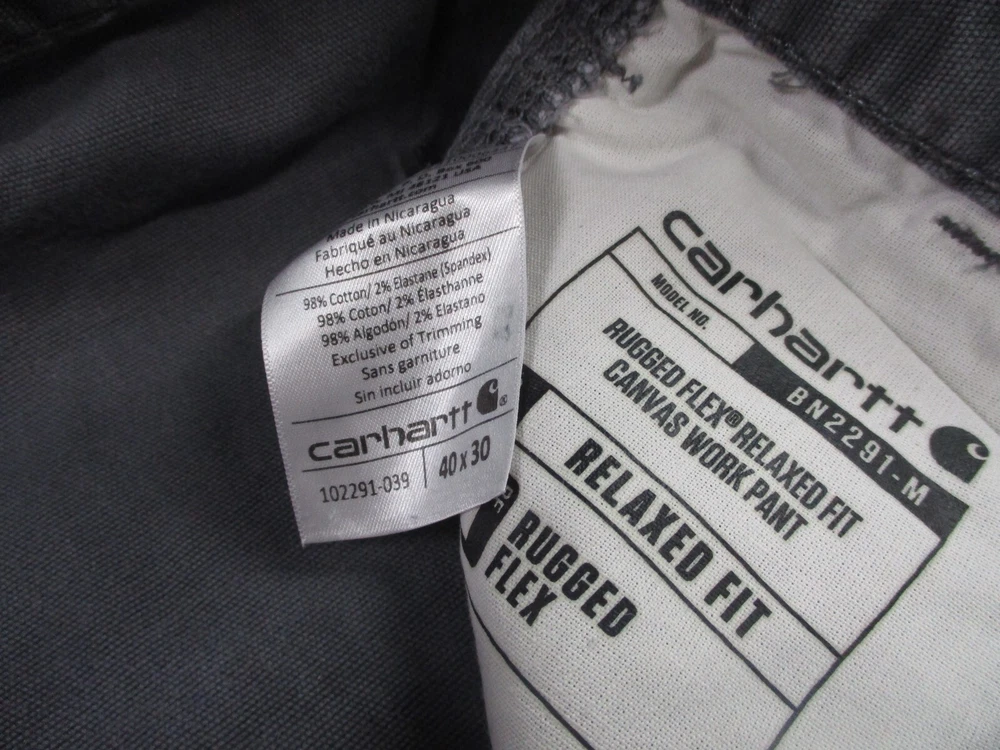 48121 USA
Made in Nicaragua
Fabriqué au Nicaragua
Hecho en Nicaragua
98% Cotton/ 2% Elastane (Spandex)
98% Coton/ 2% Élasthanne
98% Algodón/ 2% Elastano
Exclusive of Trimming
Sans garniture
Sin incluir adorno
carhartt ®
102291-039
40 x 30
carhartt
MODEL NO.
BN2291-M
RUGGED FLEX® RELAXED FIT
CANVAS WORK PANT
RELAXED FIT
RUGGED
FLEX